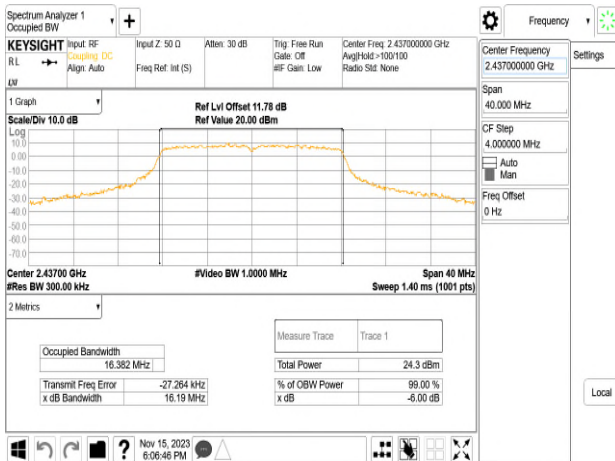 Spectrum Analyzer 1
Occupied BW
+
Frequency
KEYSIGHT
RL
Input: RF
Coupling: DC
Align: Auto
Input Z: 50 Ω
Freq Ref: Int (S)
Atten: 30 dB
Trig: Free Run
Gate: Off
#IF Gain: Low
Center Freq: 2.437000000 GHz
Avg|Hold:>100/100
Radio Std: None
LXI
Center Frequency
2.437000000 GHz
Settings
Span
40.000 MHz
CF Step
4.000000 MHz
Auto
Man
Freq Offset
0 Hz
Local
1 Graph
Scale/Div 10.0 dB
Ref Lvl Offset 11.78 dB
Ref Value 20.00 dBm
Log
10.0
0.00
-10.0
-20.0
-30.0
-40.0
-50.0
-60.0
-70.0
Center 2.43700 GHz
#Res BW 300.00 kHz
#Video BW 1.0000 MHz
Span 40 MHz
Sweep 1.40 ms (1001 pts)
2 Metrics
Measure Trace Trace 1
Occupied Bandwidth
16.382 MHz
Total Power 24.3 dBm
Transmit Freq Error -27.264 kHz
% of OBW Power 99.00 %
x dB Bandwidth 16.19 MHz
x dB -6.00 dB
?
Nov 15, 2023
6:06:46 PM